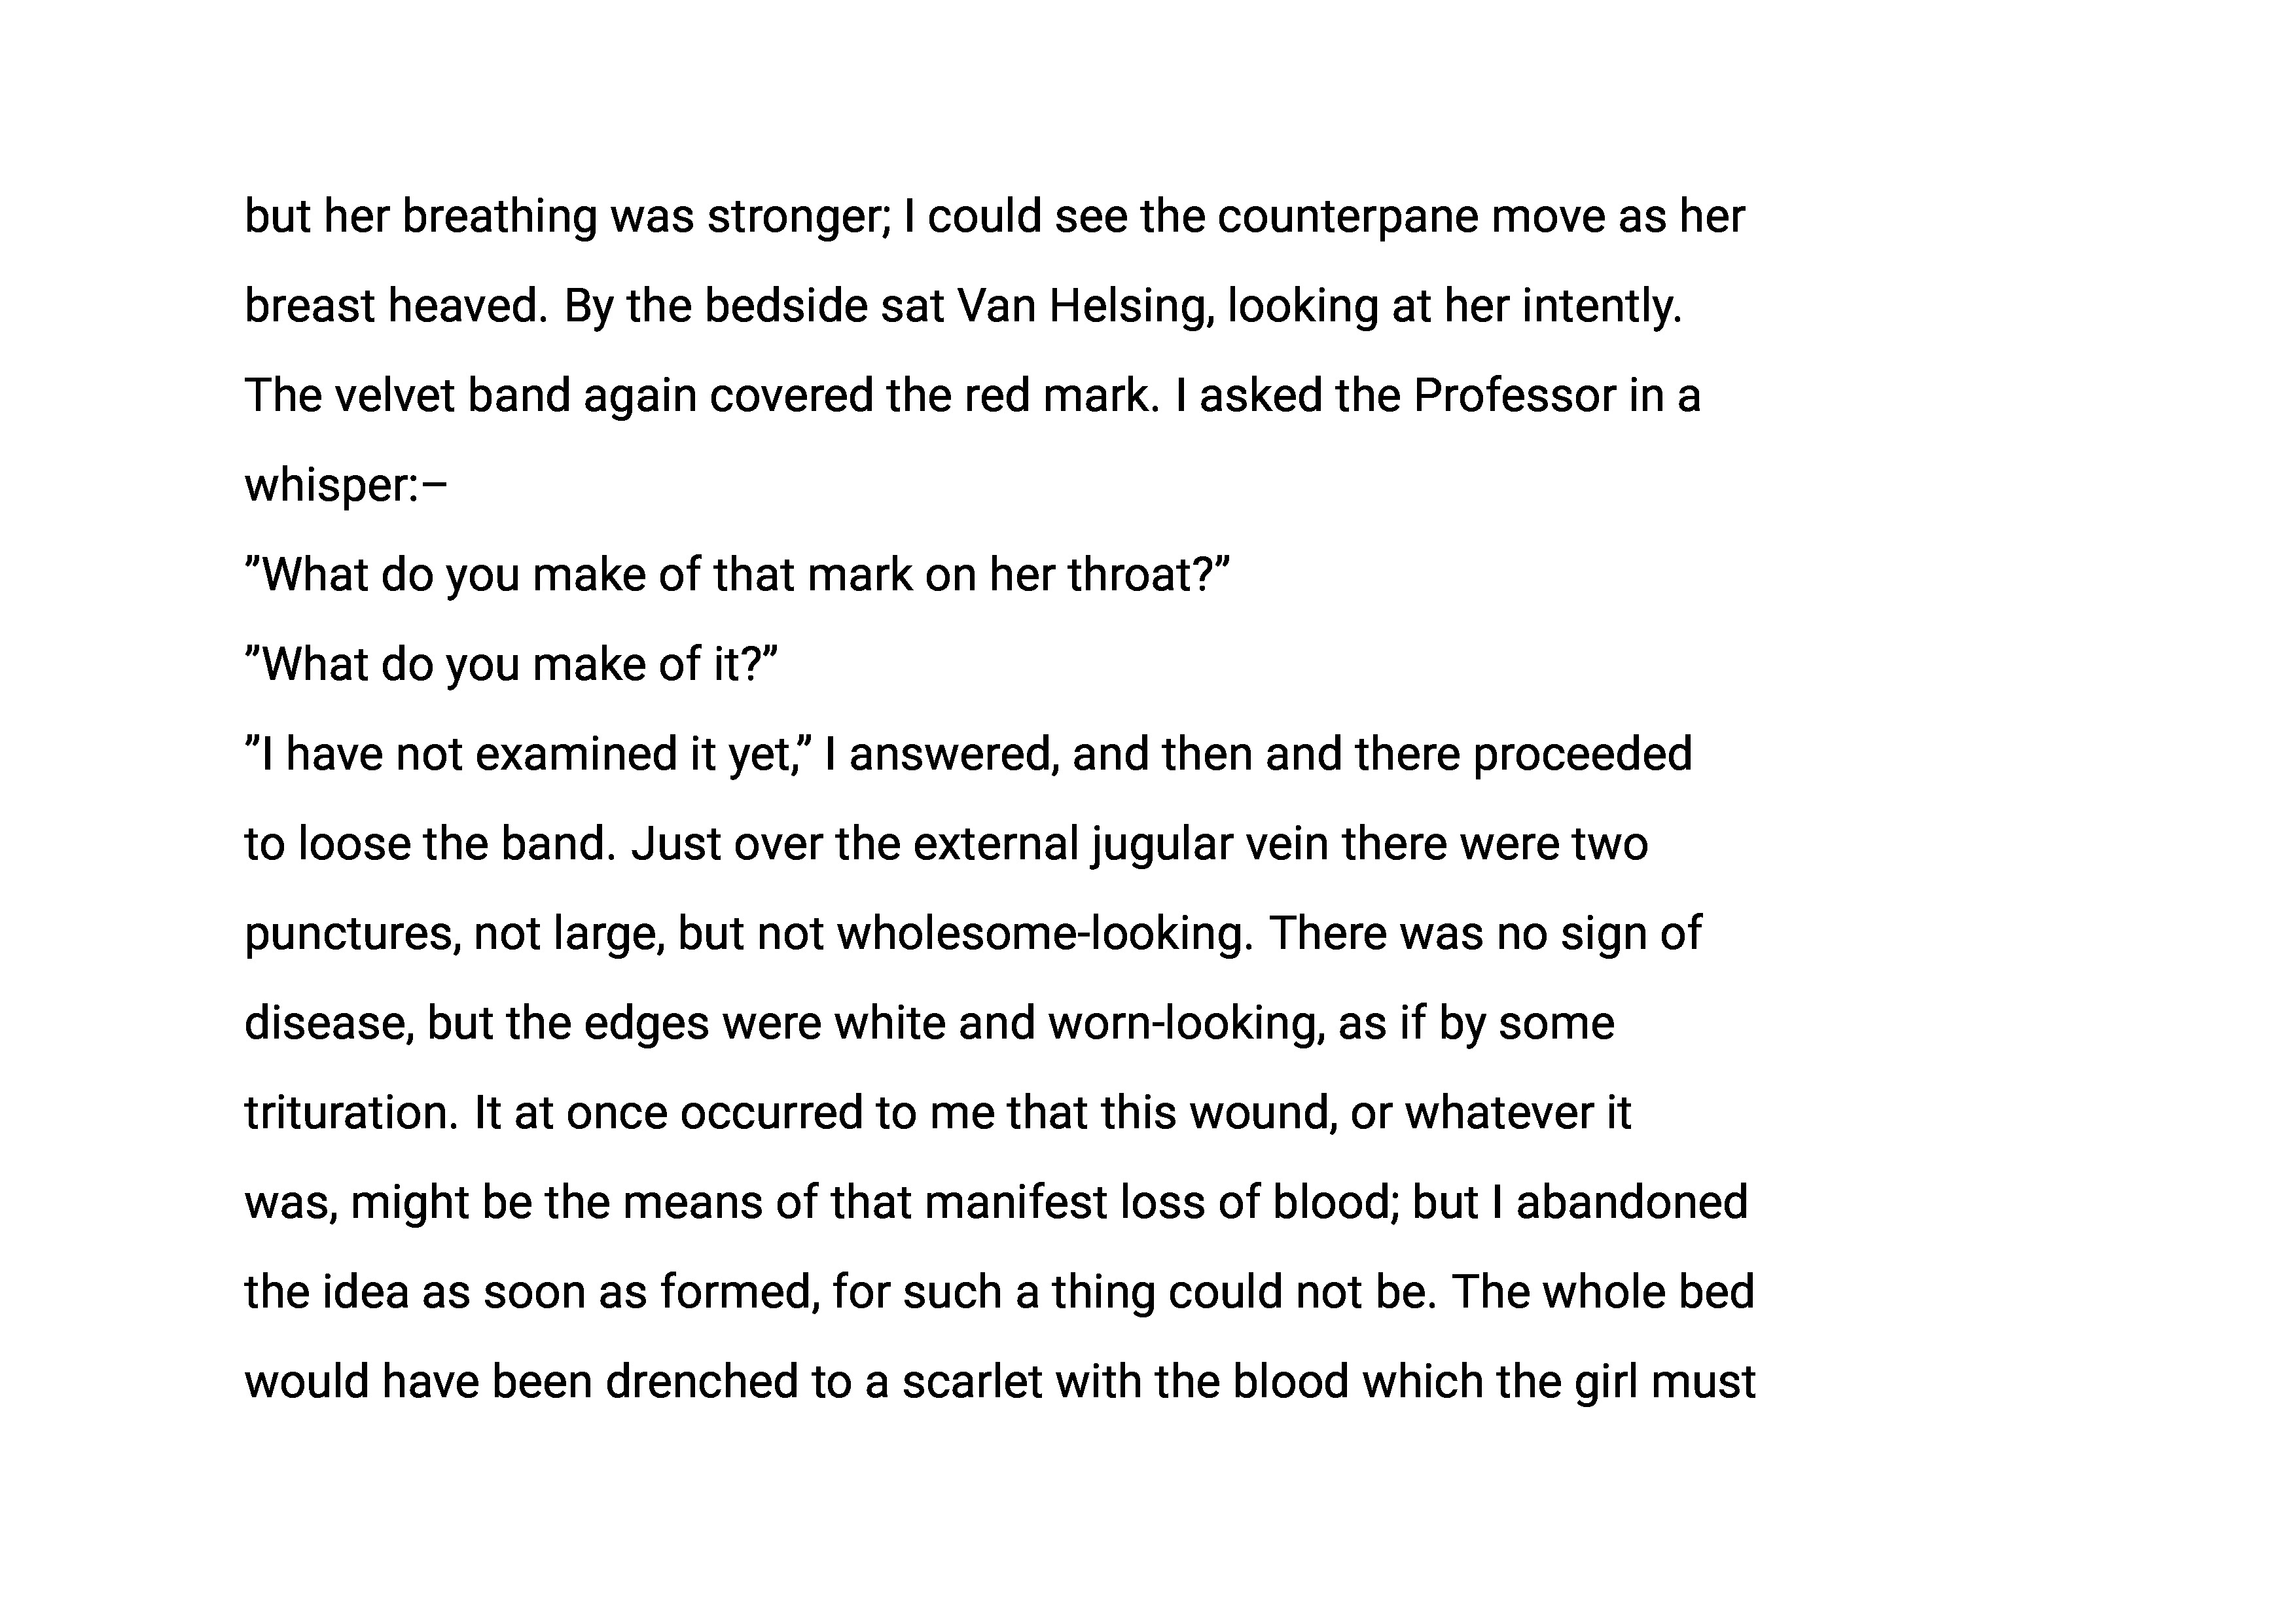 but her breathing was stronger; I could see the counterpane move as her
breast heaved. By the bedside sat Van Helsing, looking at her intently.
The velvet band again covered the red mark. I asked the Professor in a
whisper:–
”What do you make of that mark on her throat?”
”What do you make of it?”
”I have not examined it yet,” I answered, and then and there proceeded
to loose the band. Just over the external jugular vein there were two
punctures, not large, but not wholesome-looking. There was no sign of
disease, but the edges were white and worn-looking, as if by some
trituration. It at once occurred to me that this wound, or whatever it
was, might be the means of that manifest loss of blood; but I abandoned
the idea as soon as formed, for such a thing could not be. The whole bed
would have been drenched to a scarlet with the blood which the girl must